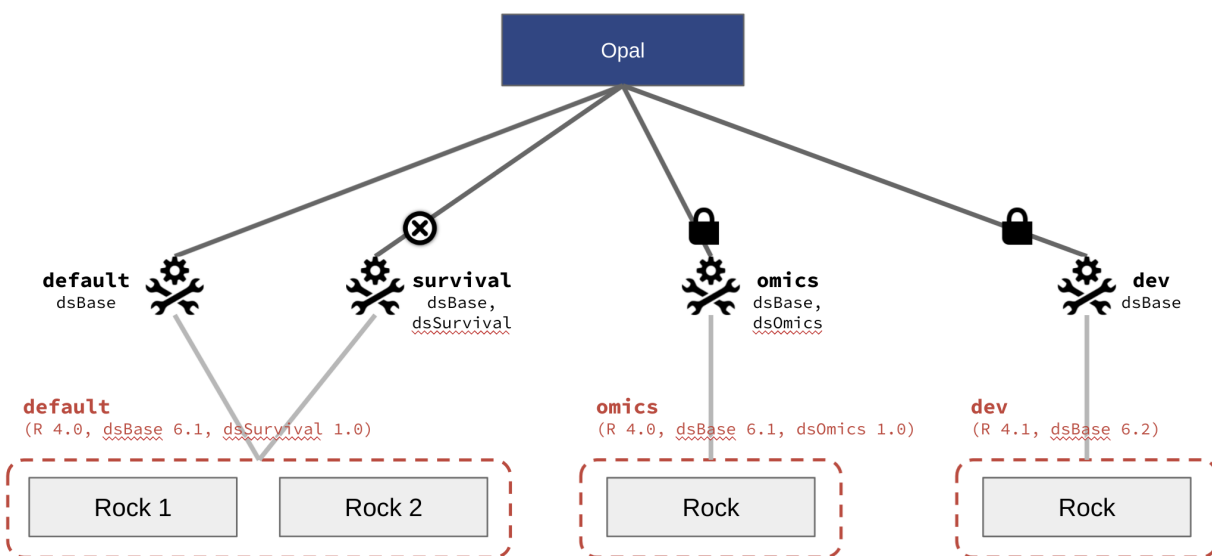 Opal
default
dsBase
survival
dsBase,
dsSurvival
omics
dsBase,
dsOmics
dev
dsBase
default
(R 4.0, dsBase 6.1, dsSurvival 1.0)
omics
(R 4.0, dsBase 6.1, dsOmics 1.0)
dev
(R 4.1, dsBase 6.2)
Rock 1
Rock 2
Rock
Rock